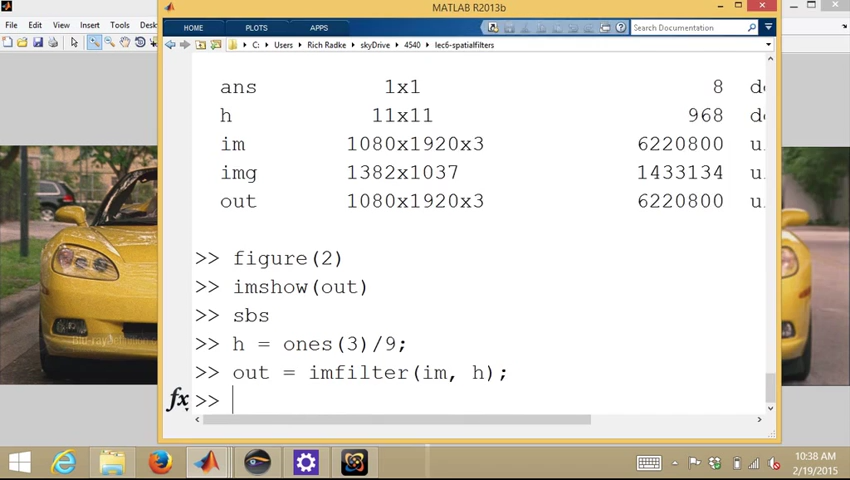 MATLAB R2013b
HOME PLOTS APPS Search Documentation
File Edit View Insert Tools Desk
C: Users Rich Radke skyDrive 4540 lec6-spatialfilters
ans 1x1 8
h 11x11 968
im 1080x1920x3 6220800 u
img 1382x1037 1433134 u
out 1080x1920x3 6220800 u
>> figure(2)
>> imshow(out)
>> sbs
>> h = ones(3)/9;
>> out = imfilter(im, h);
fx >>
10:38 AM
2/19/2015